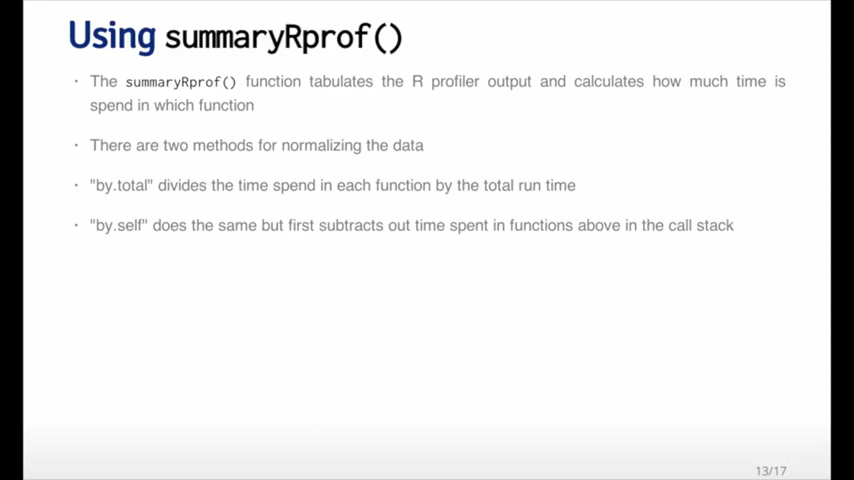 Using summaryRprof()
· The summaryRprof() function tabulates the R profiler output and calculates how much time is
spend in which function
· There are two methods for normalizing the data
· "by.total" divides the time spend in each function by the total run time
· "by.self" does the same but first subtracts out time spent in functions above in the call stack
13/17